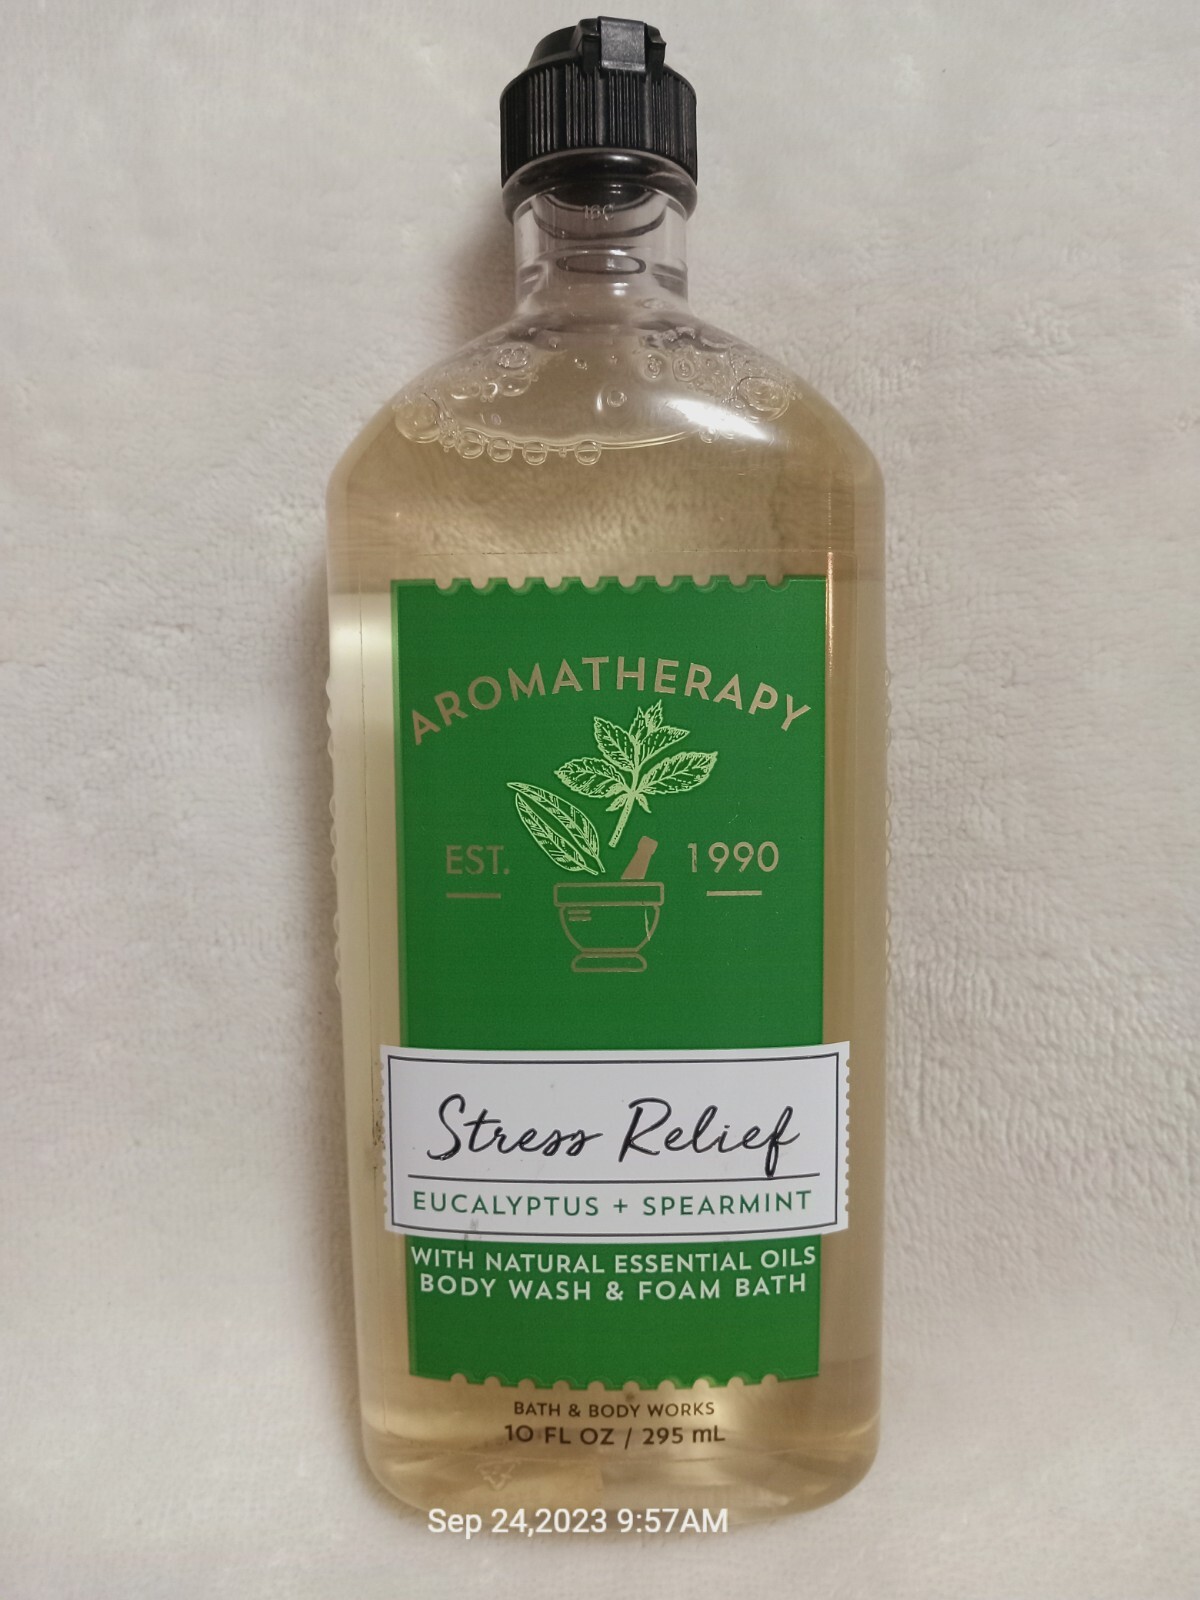 AROMATHERAPY
EST. 1990
Stress Relief
EUCALYPTUS + SPEARMINT
WITH NATURAL ESSENTIAL OILS
BODY WASH & FOAM BATH
BATH & BODY WORKS
10 FL OZ / 295 mL
Sep 24,2023 9:57AM